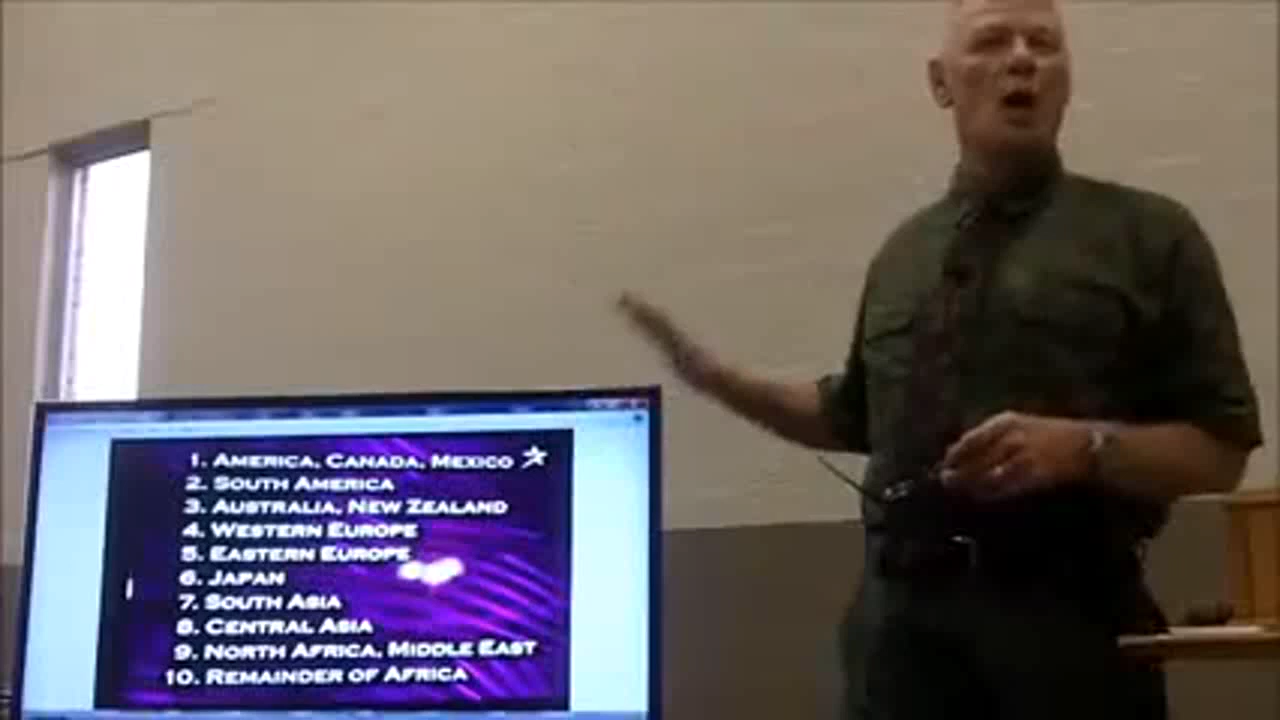 1. America, Canada, Mexico
2. South America
3. Australia, New Zealand
4. Western Europe
5. Eastern Europe
6. Japan
7. South Asia
8. Central Asia
9. North Africa, Middle East
10. Remainder of Africa